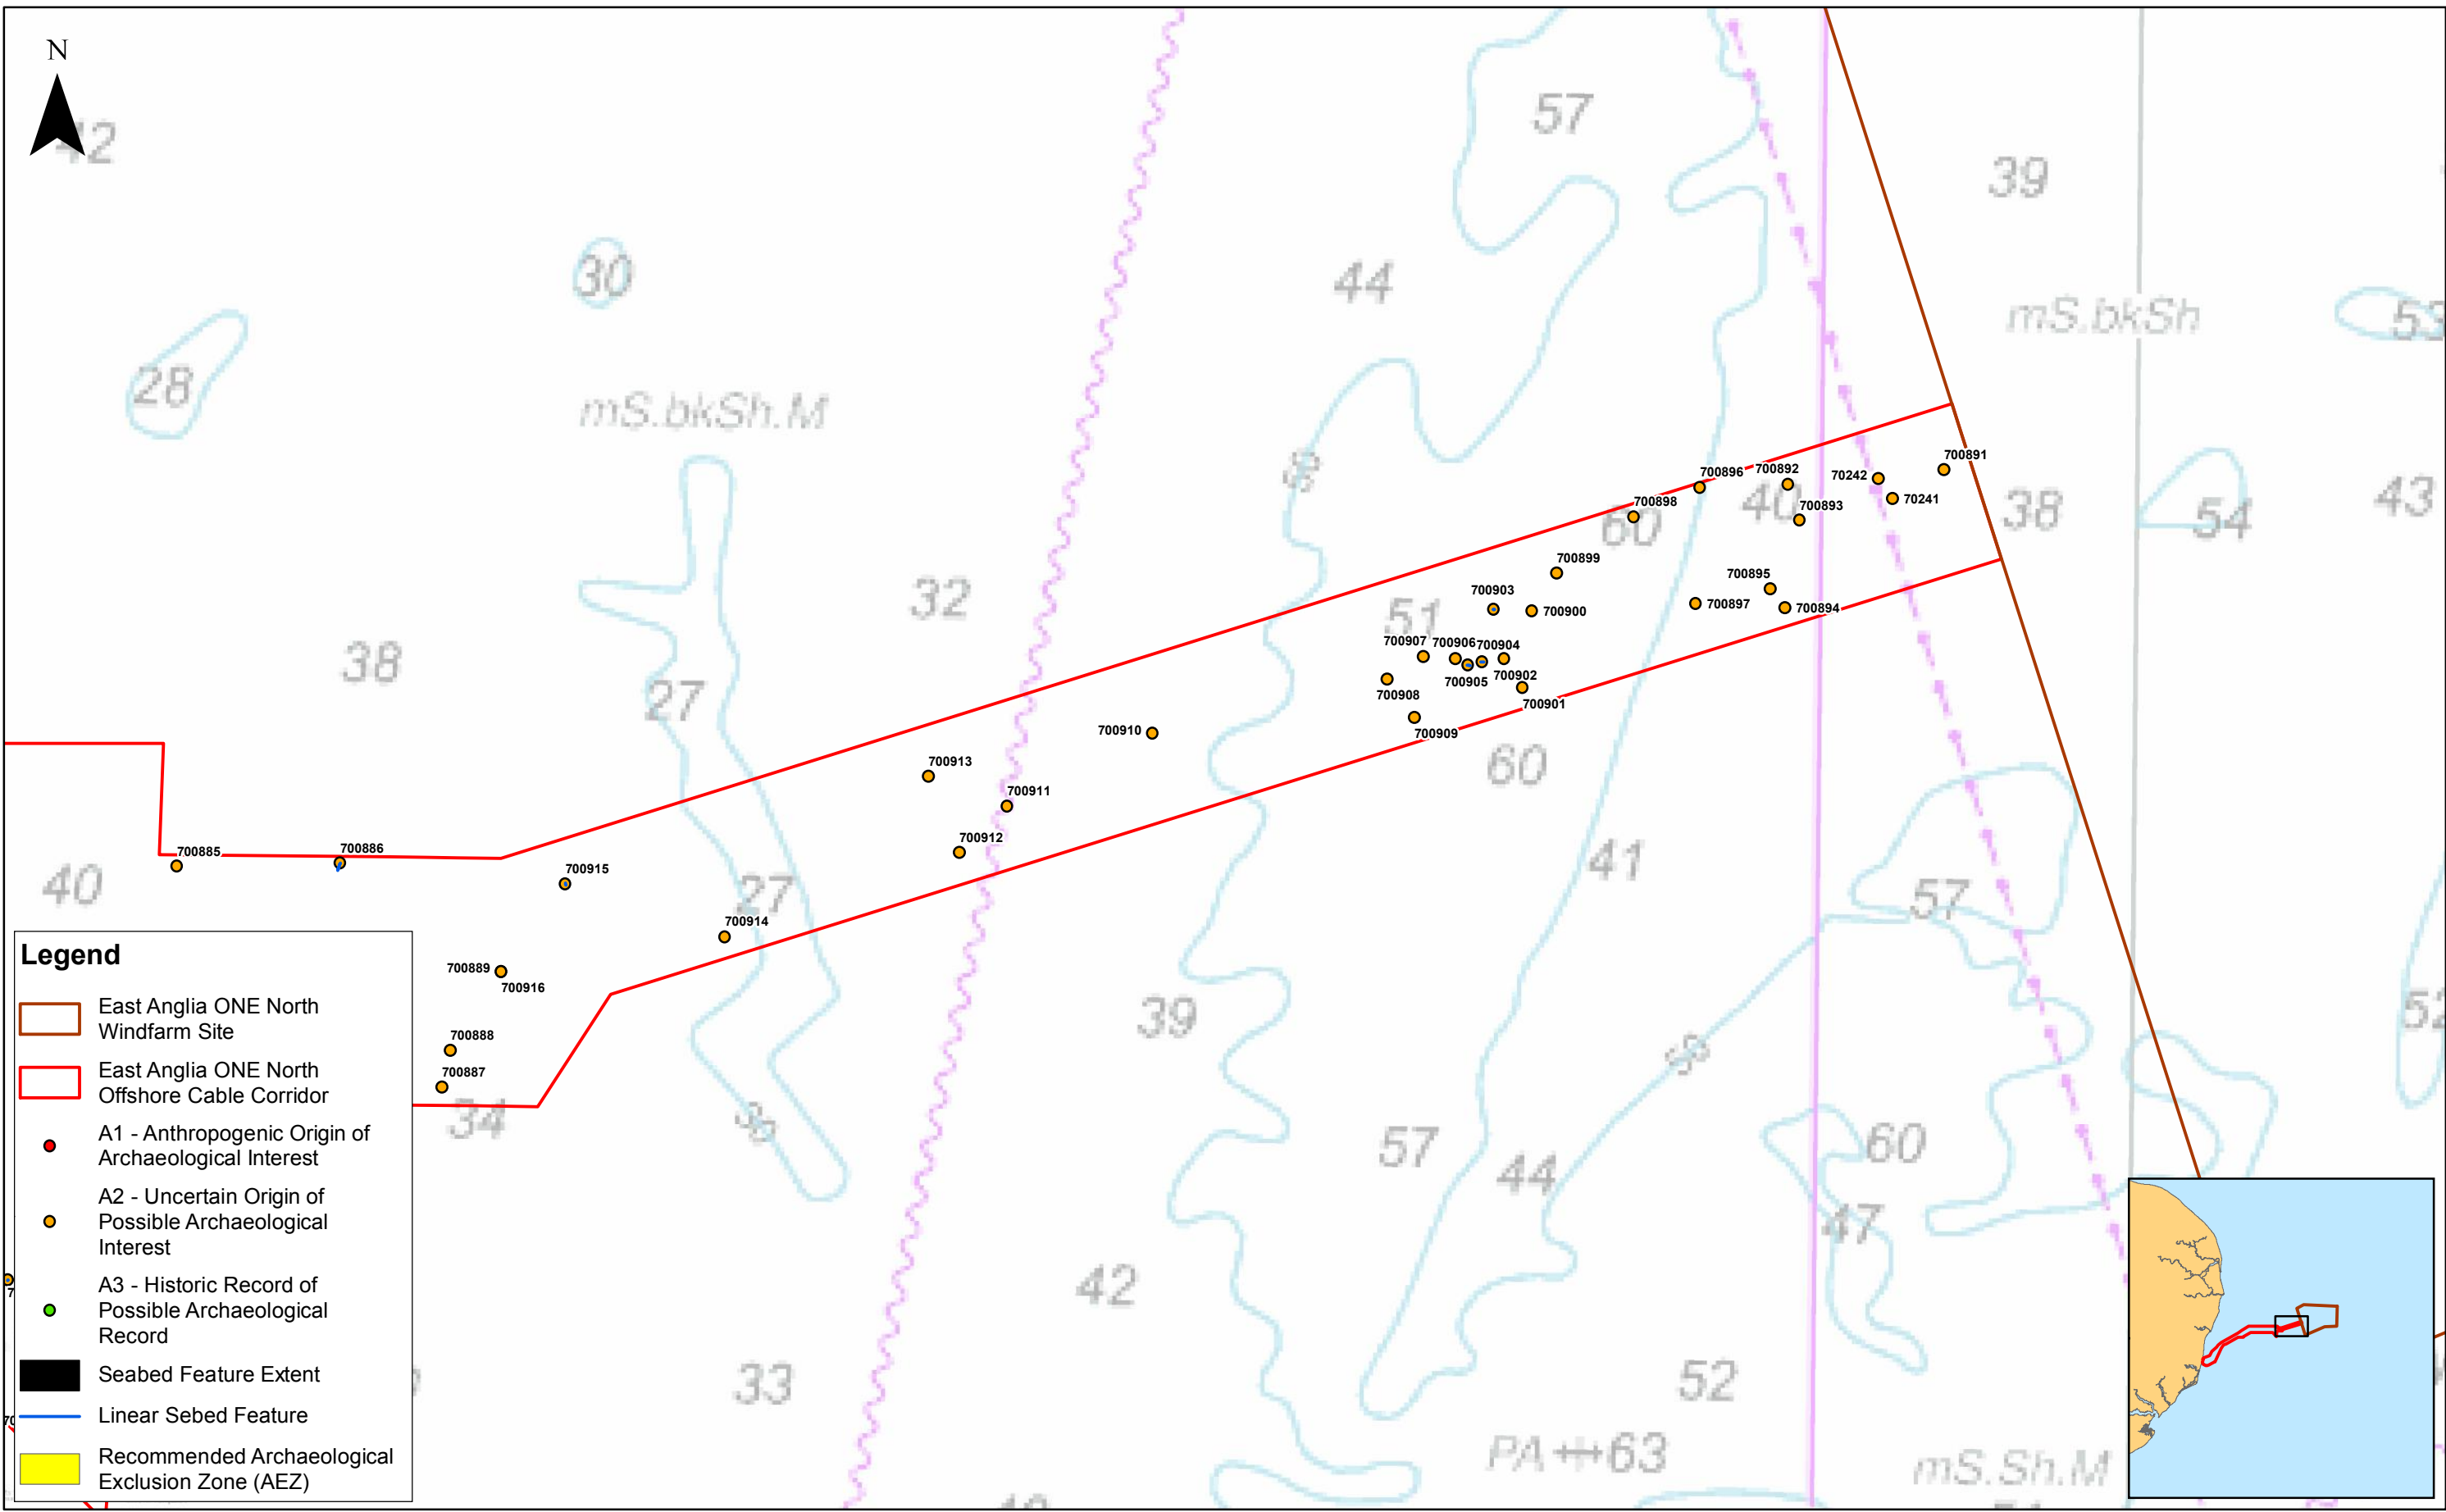 N
42
57
39
30
44
mS.bkSh
53
28
mS.bkSh.M
700891
700896
700892
70242
40
70241
38
43
54
700898
700893
60
700899
32
700903
700895
51
700900
700897
700894
38
700907
700906
700904
27
700905
700902
700908
700901
700910
700909
60
700913
700911
700912
700885
700886
41
40
700915
27
57
700914
700889
700916
39
52
700888
700887
34
57
60
44
47
42
33
52
PA
63
mS.Sh.M
Legend
East Anglia ONE North
Windfarm Site
East Anglia ONE North
Offshore Cable Corridor
A1 - Anthropogenic Origin of
Archaeological Interest
A2 - Uncertain Origin of
Possible Archaeological
Interest
A3 - Historic Record of
Possible Archaeological
Record
Seabed Feature Extent
Linear Sebed Feature
Recommended Archaeological
Exclusion Zone (AEZ)